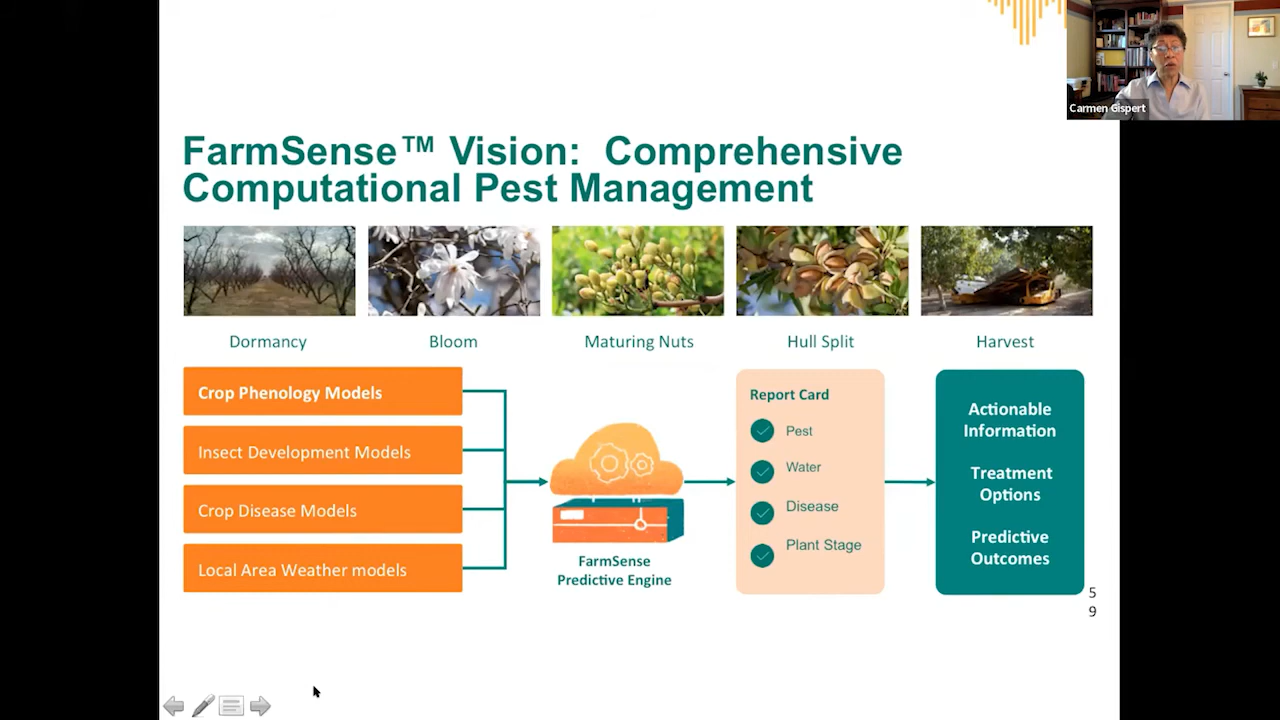 Carmen Gispert
FarmSense™ Vision: Comprehensive
Computational Pest Management
Dormancy
Bloom
Maturing Nuts
Hull Split
Harvest
Crop Phenology Models
Insect Development Models
Crop Disease Models
Local Area Weather models
FarmSense
Predictive Engine
Report Card
Pest
Water
Disease
Plant Stage
Actionable
Information
Treatment
Options
Predictive
Outcomes
5
9